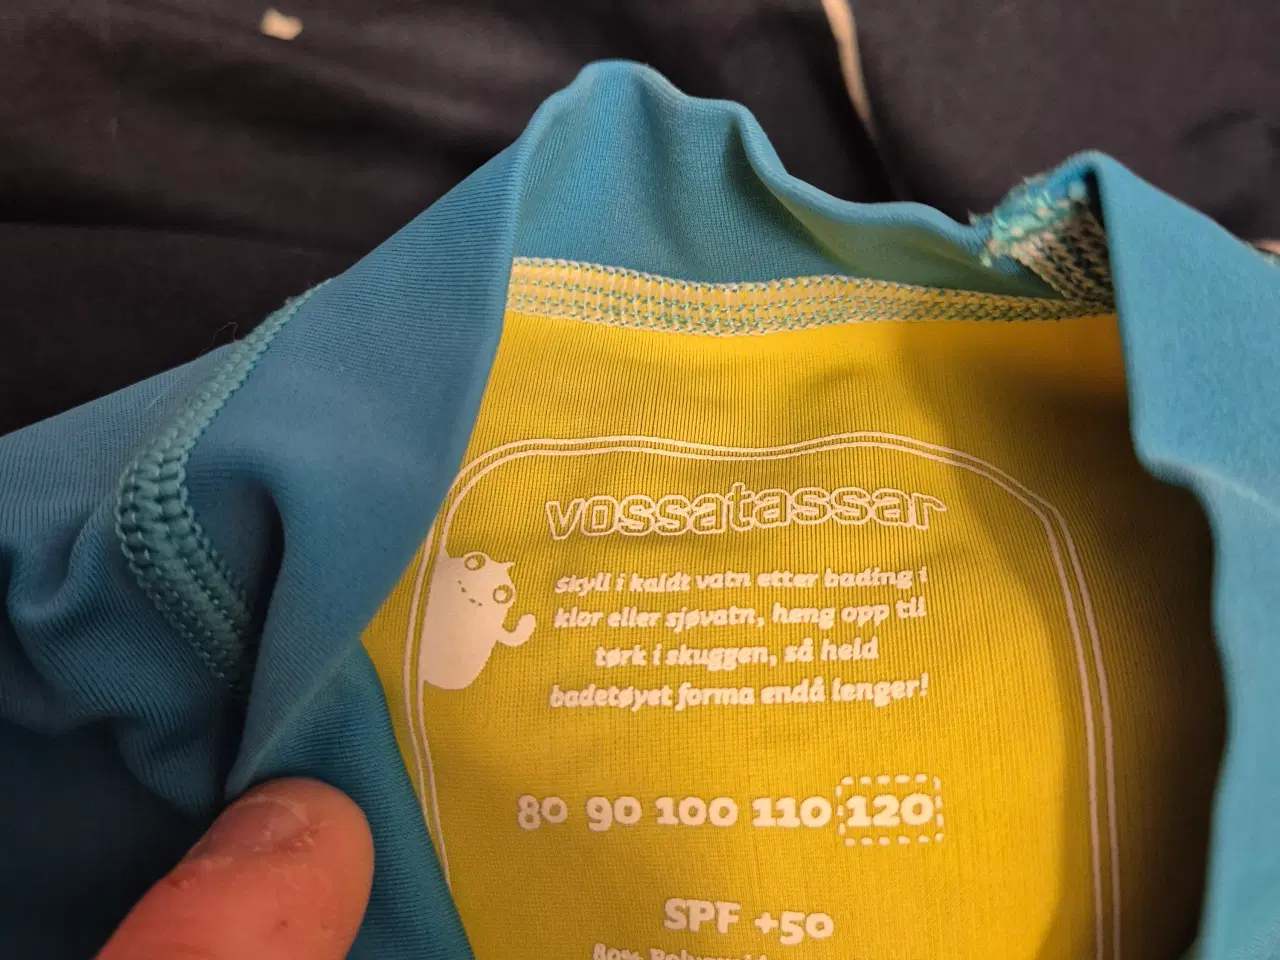 vossatassar
Skyll i kaldt vatn etter bading i
klor eller sjøvatn, heng opp til
tørk i skuggen, så held
badetøyet forma endå lenger!
80 90 100 110 120
SPF +50
80%